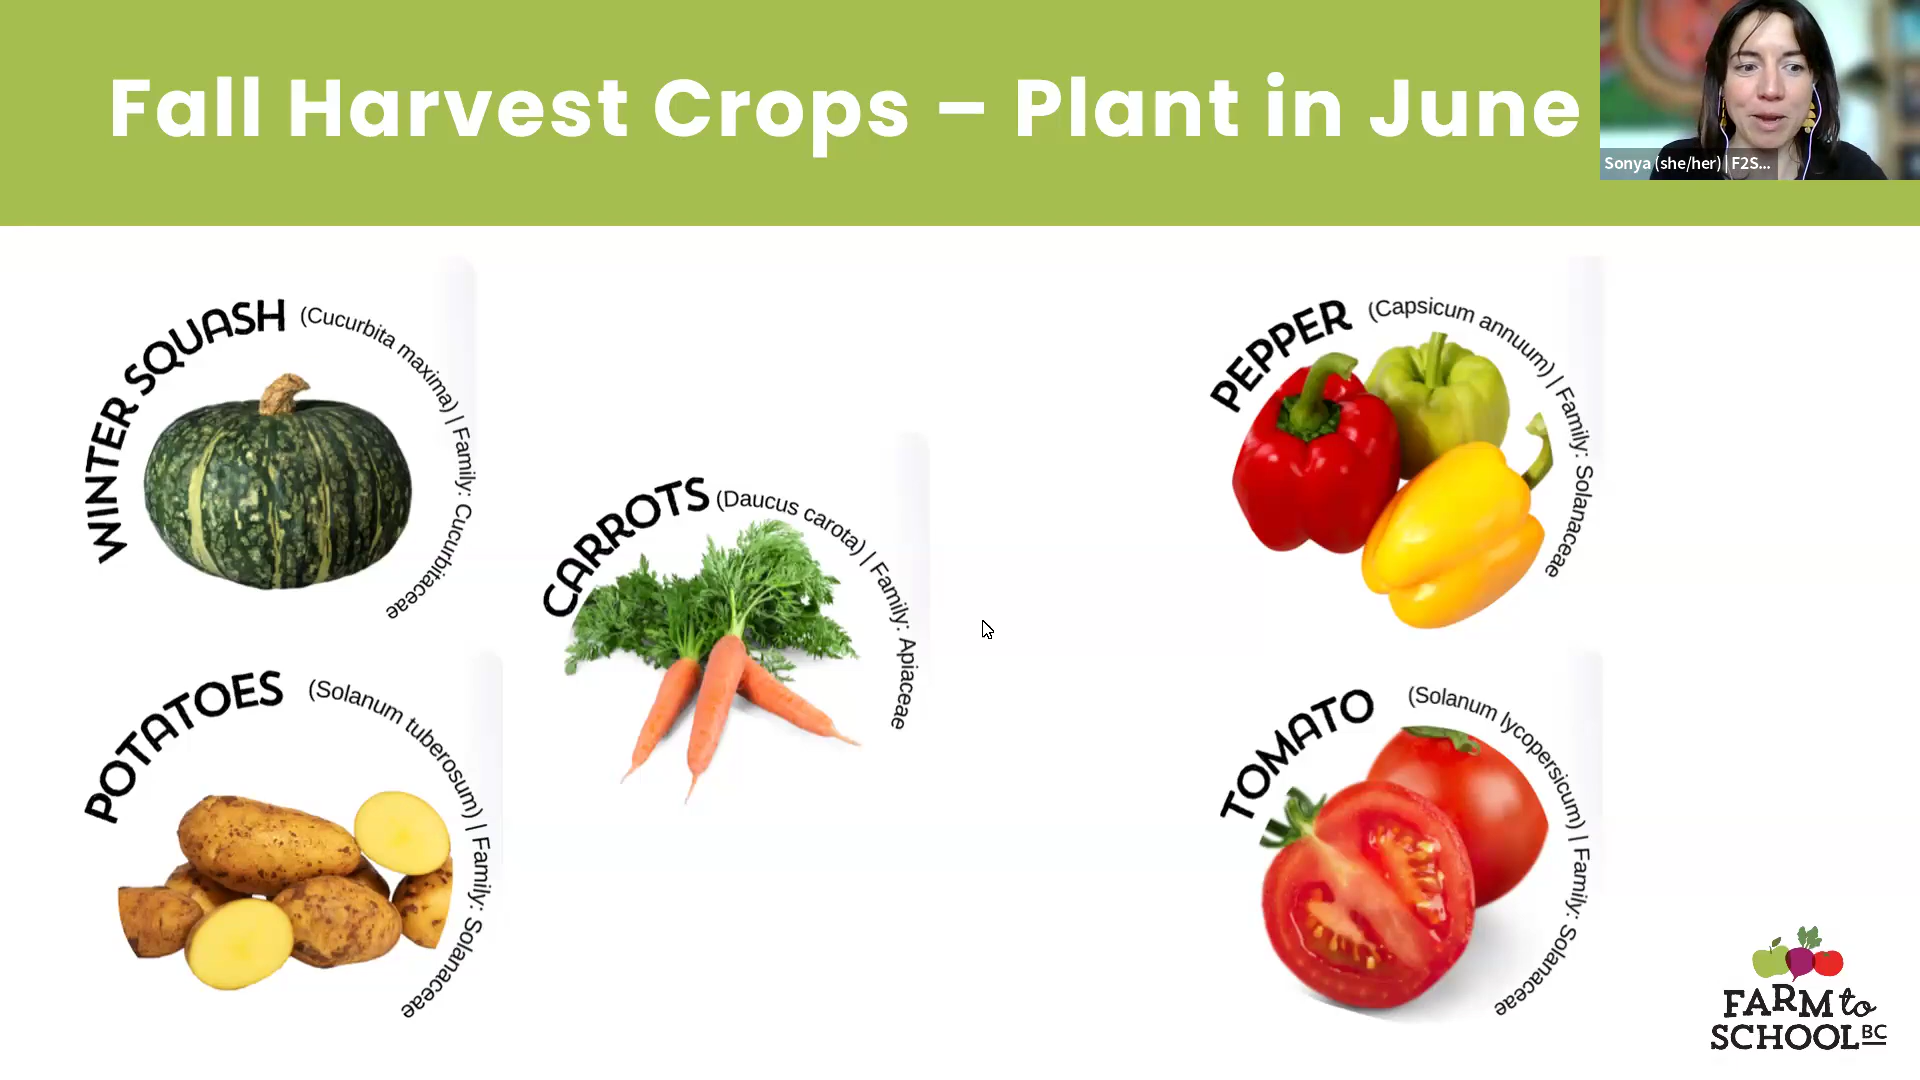 Fall Harvest Crops – Plant in June
Sonya (she/her) | F2S...
WINTER SQUASH (Cucurbita maxima) | Family: Cucurbitaceae
CARROTS (Daucus carota) | Family: Apiaceae
PEPPER (Capsicum annuum) | Family: Solanaceae
POTATOES (Solanum tuberosum) | Family: Solanaceae
TOMATO (Solanum lycopersicum) | Family: Solanaceae
FARM to
SCHOOL BC